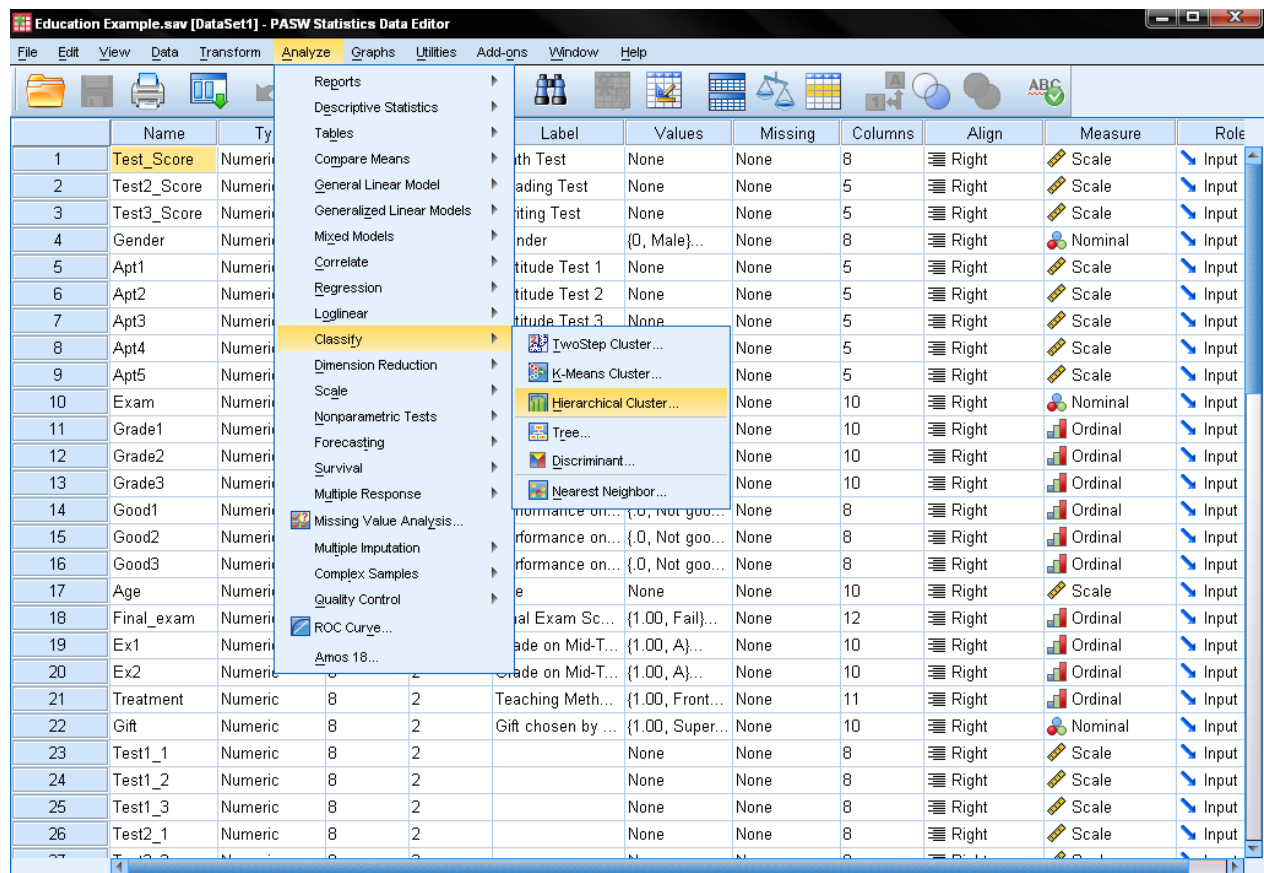 Education Example.sav [DataSet1] - PASW Statistics Data Editor
File Edit View Data Transform Analyze Graphs Utilities Add-ons Window Help
Reports
Descriptive Statistics
Tables
Compare Means
General Linear Model
Generalized Linear Models
Mixed Models
Correlate
Regression
Loglinear
Classify
Dimension Reduction
Scale
Nonparametric Tests
Forecasting
Survival
Multiple Response
Missing Value Analysis...
Multiple Imputation
Complex Samples
Quality Control
ROC Curve...
Amos 18...
TwoStep Cluster...
K-Means Cluster...
Hierarchical Cluster...
Tree...
Discriminant...
Nearest Neighbor...
A
1
ABC
Name Ty Label Values Missing Columns Align Measure Role
1 Test_Score Numeric th Test None None 8 Right Scale Input
2 Test2_Score Numeri ading Test None None 5 Right Scale Input
3 Test3_Score Numeri iting Test None None 5 Right Scale Input
4 Gender Numeri nder {0, Male}... None 8 Right Nominal Input
5 Apt1 Numeri titude Test 1 None None 5 Right Scale Input
6 Apt2 Numeri titude Test 2 None None 5 Right Scale Input
7 Apt3 Numeri titude Test 3 None None 5 Right Scale Input
8 Apt4 Numeri None 5 Right Scale Input
9 Apt5 Numeri None 5 Right Scale Input
10 Exam Numeri None 10 Right Nominal Input
11 Grade1 Numeri None 10 Right Ordinal Input
12 Grade2 Numeri None 10 Right Ordinal Input
13 Grade3 Numeri None 10 Right Ordinal Input
14 Good1 Numeri rformance on... {.0, Not goo... None 8 Right Ordinal Input
15 Good2 Numeri rformance on... {.0, Not goo... None 8 Right Ordinal Input
16 Good3 Numeri rformance on... {.0, Not goo... None 8 Right Ordinal Input
17 Age Numeri e None None 10 Right Scale Input
18 Final_exam Numeri al Exam Sc... {1.00, Fail}... None 12 Right Ordinal Input
19 Ex1 Numeri ade on Mid-T... {1.00, A}... None 10 Right Ordinal Input
20 Ex2 Numeric 8 2 Grade on Mid-T... {1.00, A}... None 10 Right Ordinal Input
21 Treatment Numeric 8 2 Teaching Meth... {1.00, Front... None 11 Right Ordinal Input
22 Gift Numeric 8 2 Gift chosen by ... {1.00, Super... None 10 Right Nominal Input
23 Test1_1 Numeric 8 2 None None 8 Right Scale Input
24 Test1_2 Numeric 8 2 None None 8 Right Scale Input
25 Test1_3 Numeric 8 2 None None 8 Right Scale Input
26 Test2_1 Numeric 8 2 None None 8 Right Scale Input